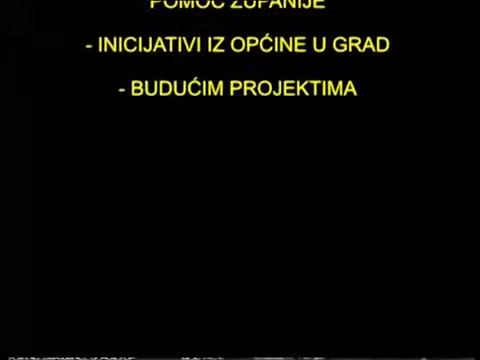 POMOĆ ŽUPANIJE
- INICIJATIVI IZ OPĆINE U GRAD
- BUDUĆIM PROJEKTIMA